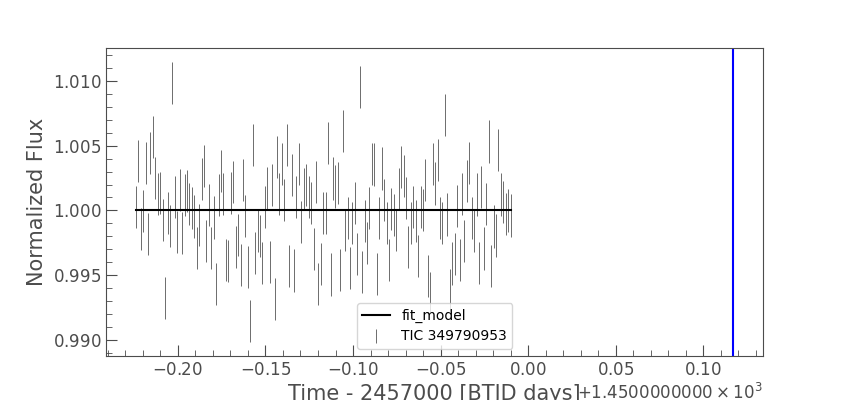 1.010
1.005
1.000
0.995
0.990
Normalized Flux
fit_model
TIC 349790953
−0.20 −0.15 −0.10 −0.05 0.00 0.05 0.10
Time - 2457000 [BTJD days]
+1.4500000000 × 10³